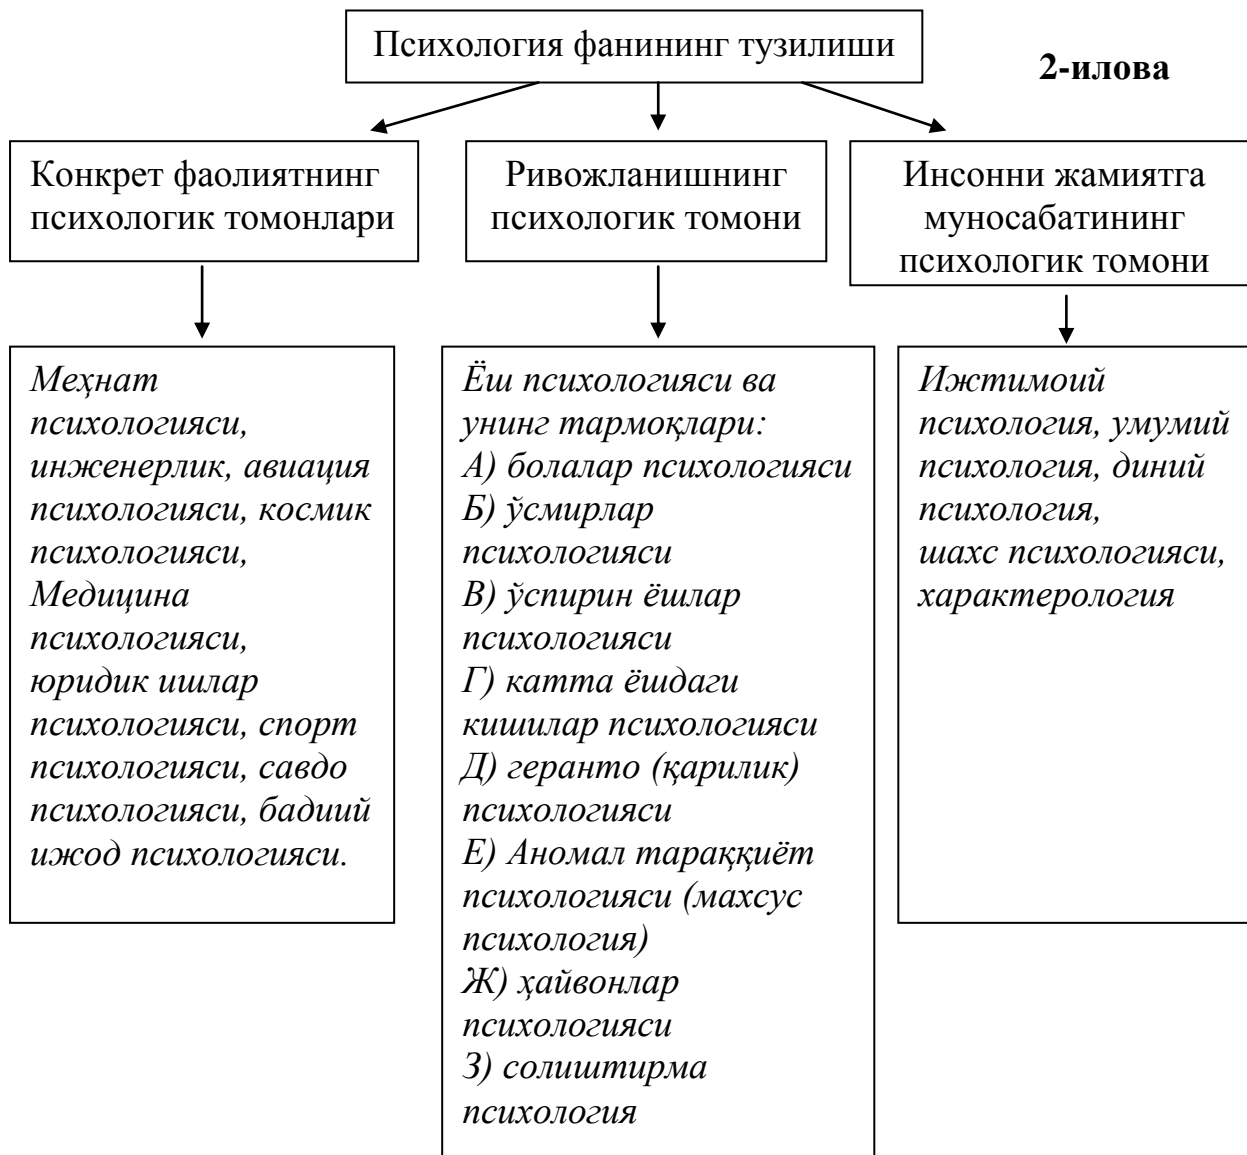 Психология фанининг тузилиши
2-илова
Конкрет фаолиятнинг
психологик томонлари
Ривожланишнинг
психологик томони
Инсонни жамиятга
муносабатининг
психологик томони
Меҳнат
психологияси,
инженерлик, авиация
психологияси, космик
психологияси,
Медицина
психологияси,
юридик ишлар
психологияси, спорт
психологияси, савдо
психологияси, бадиий
ижод психологияси.
Ёш психологияси ва
унинг тармоқлари:
А) болалар психологияси
Б) ўсмирлар
психологияси
В) ўспирин ёшлар
психологияси
Г) катта ёшдаги
кишилар психологияси
Д) геранто (қарилик)
психологияси
Е) Аномал тараққиёт
психологияси (махсус
психология)
Ж) ҳайвонлар
психологияси
З) солиштирма
психология
Ижтимоий
психология, умумий
психология, диний
психология,
шахс психологияси,
характерология